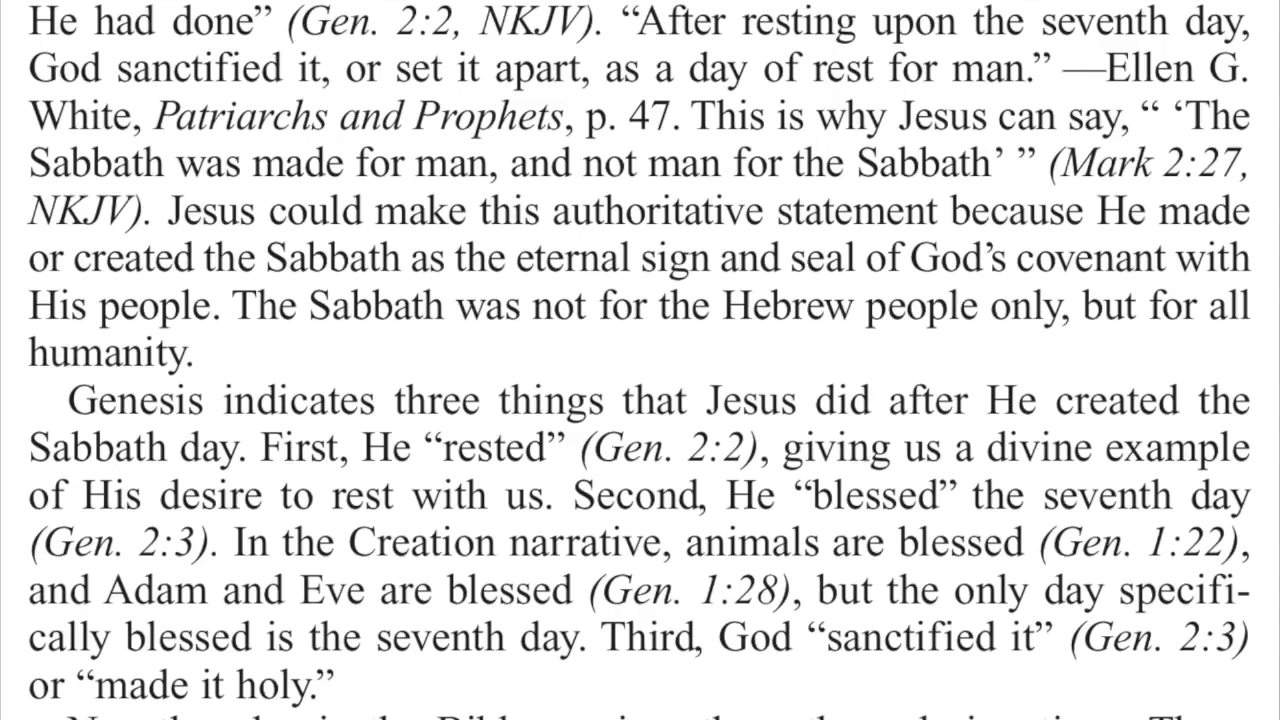 He had done” (Gen. 2:2, NKJV). “After resting upon the seventh day,
God sanctified it, or set it apart, as a day of rest for man.” —Ellen G.
White, Patriarchs and Prophets, p. 47. This is why Jesus can say, “ ‘The
Sabbath was made for man, and not man for the Sabbath’ ” (Mark 2:27,
NKJV). Jesus could make this authoritative statement because He made
or created the Sabbath as the eternal sign and seal of God’s covenant with
His people. The Sabbath was not for the Hebrew people only, but for all
humanity.
Genesis indicates three things that Jesus did after He created the
Sabbath day. First, He “rested” (Gen. 2:2), giving us a divine example
of His desire to rest with us. Second, He “blessed” the seventh day
(Gen. 2:3). In the Creation narrative, animals are blessed (Gen. 1:22),
and Adam and Eve are blessed (Gen. 1:28), but the only day specifi-
cally blessed is the seventh day. Third, God “sanctified it” (Gen. 2:3)
or “made it holy.”